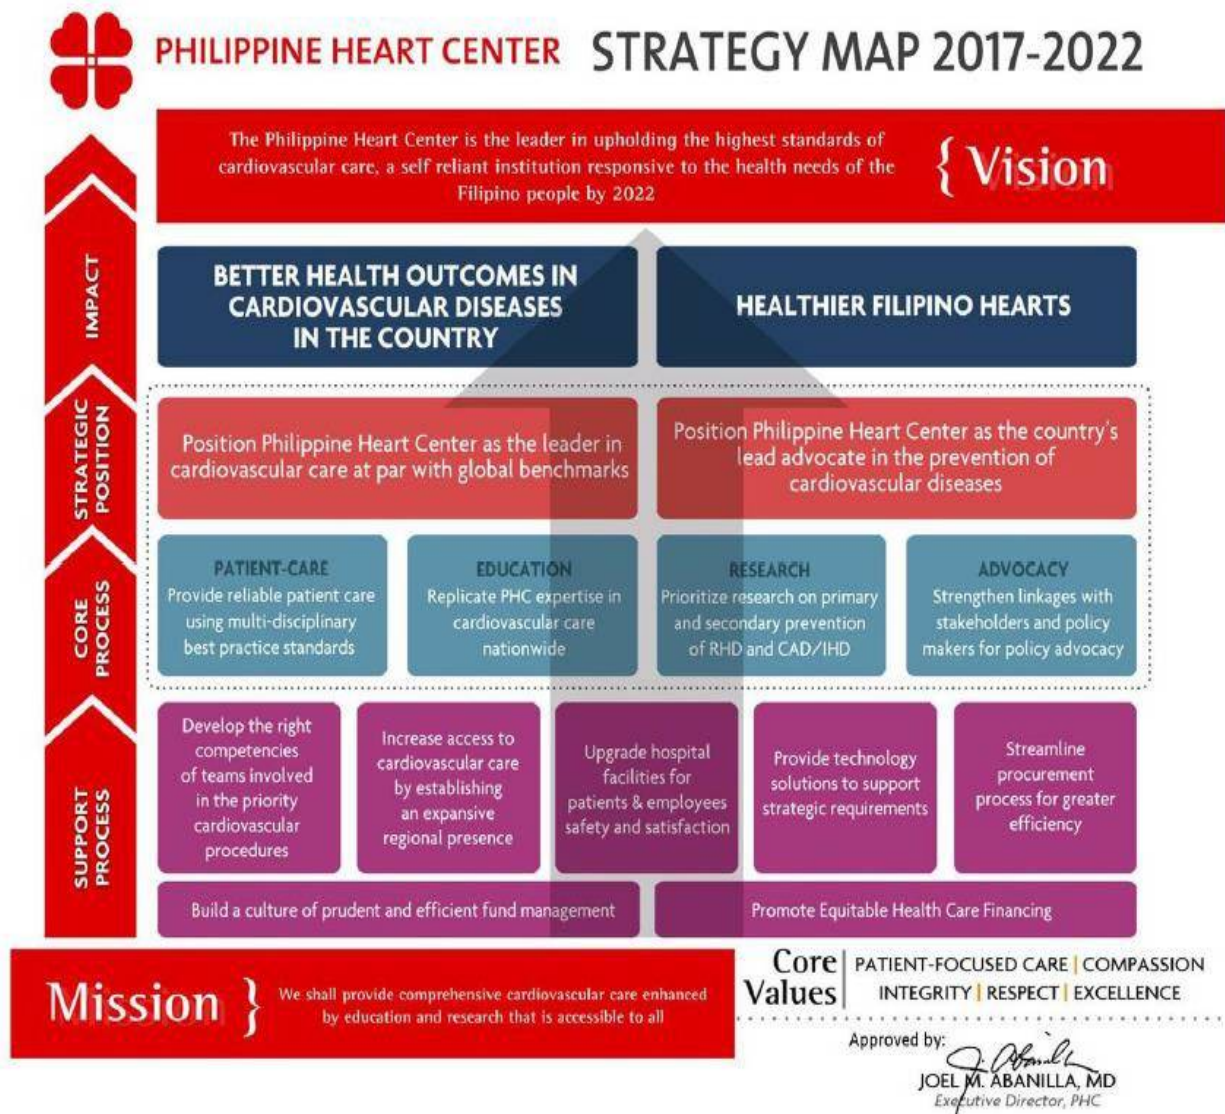 PHILIPPINE HEART CENTER STRATEGY MAP 2017-2022
The Philippine Heart Center is the leader in upholding the highest standards of
cardiovascular care, a self reliant institution responsive to the health needs of the
Filipino people by 2022
{ Vision
IMPACT
BETTER HEALTH OUTCOMES IN
CARDIOVASCULAR DISEASES
IN THE COUNTRY
HEALTHIER FILIPINO HEARTS
STRATEGIC
POSITION
Position Philippine Heart Center as the leader in
cardiovascular care at par with global benchmarks
Position Philippine Heart Center as the country's
lead advocate in the prevention of
cardiovascular diseases
CORE
PROCESS
PATIENT-CARE
Provide reliable patient care
using multi-disciplinary
best practice standards
EDUCATION
Replicate PHC expertise in
cardiovascular care
nationwide
RESEARCH
Prioritize research on primary
and secondary prevention
of RHD and CAD/IHD
ADVOCACY
Strengthen linkages with
stakeholders and policy
makers for policy advocacy
SUPPORT
PROCESS
Develop the right
competencies
of teams involved
in the priority
cardiovascular
procedures
Increase access to
cardiovascular care
by establishing
an expansive
regional presence
Upgrade hospital
facilities for
patients & employees
safety and satisfaction
Provide technology
solutions to support
strategic requirements
Streamline
procurement
process for greater
efficiency
Build a culture of prudent and efficient fund management
Promote Equitable Health Care Financing
Mission }
We shall provide comprehensive cardiovascular care enhanced
by education and research that is accessible to all
Core
Values
PATIENT-FOCUSED CARE | COMPASSION
INTEGRITY | RESPECT | EXCELLENCE
Approved by:
J. Abanilla
JOEL M. ABANILLA, MD
Executive Director, PHC